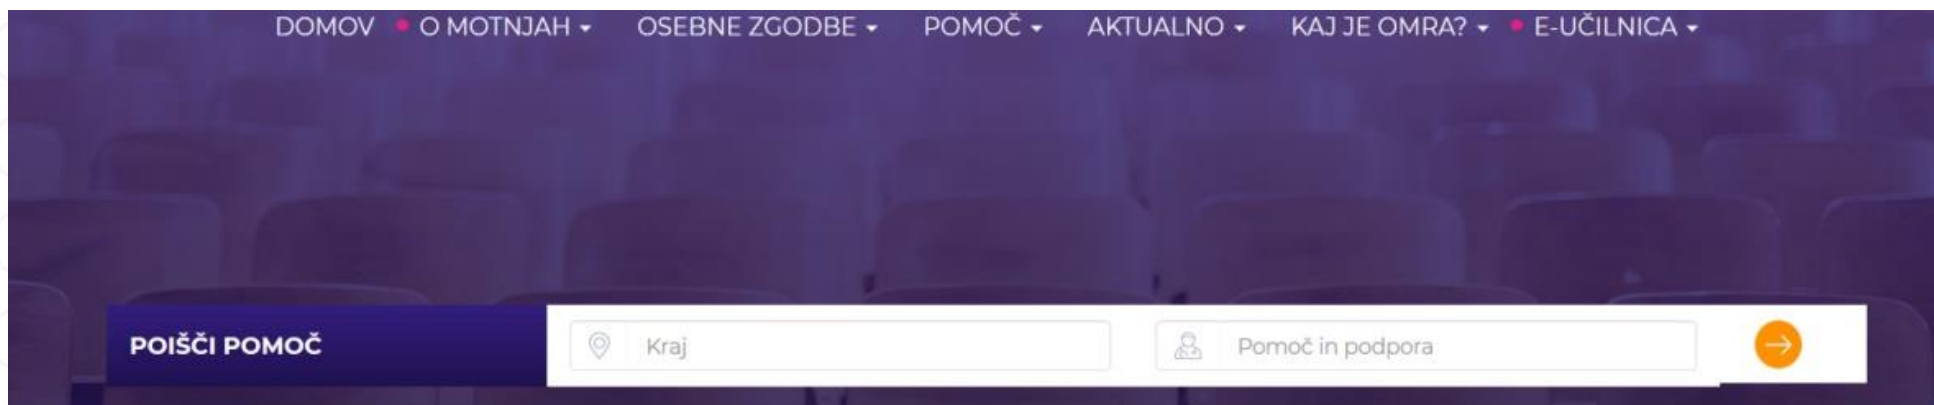 DOMOV O MOTNJAH OSEBNE ZGODBE POMOČ AKTUALNO KAJ JE OMRA? E-UČILNICA
POIŠČI POMOČ Kraj Pomoč in podpora